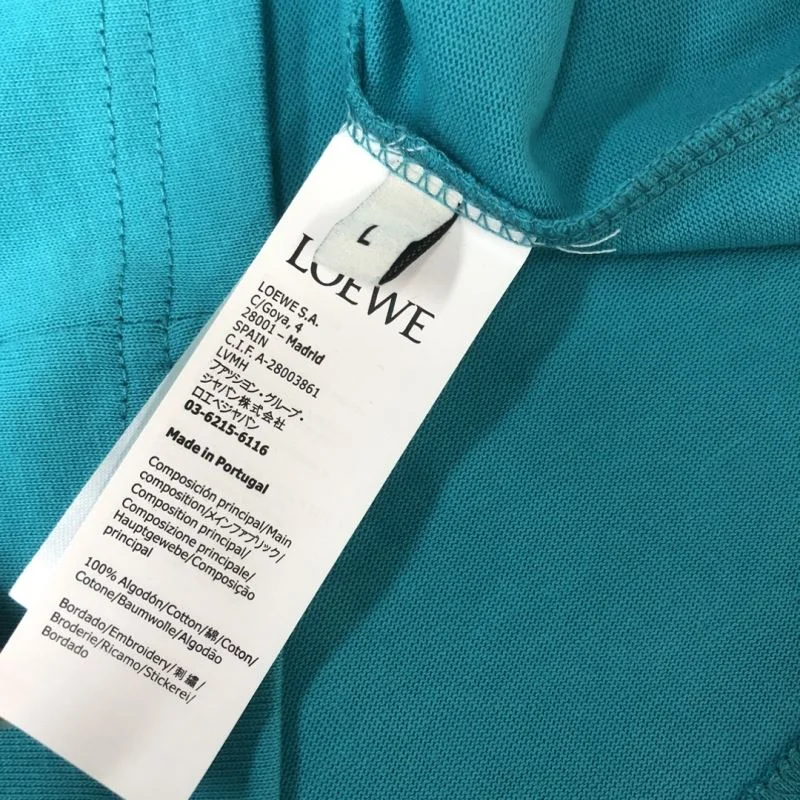 L
LOEWE
LOEWE S.A.
C/Goya, 4
28001 – Madrid
SPAIN
C.I.F. A-28003861
LVMH
ファッション・グループ・
ジャパン株式会社
ロエベジャパン
03-6215-6116
Made in Portugal
Composición principal/Main
composition/メインファブリック/
Composition principal/
Composizione principale/
Hauptgewebe/Composição
principal
100% Algodón/Cotton/綿/Coton/
Cotone/Baumwolle/Algodão
Bordado/Embroidery/刺繍/
Broderie/Ricamo/Stickerei/
Bordado